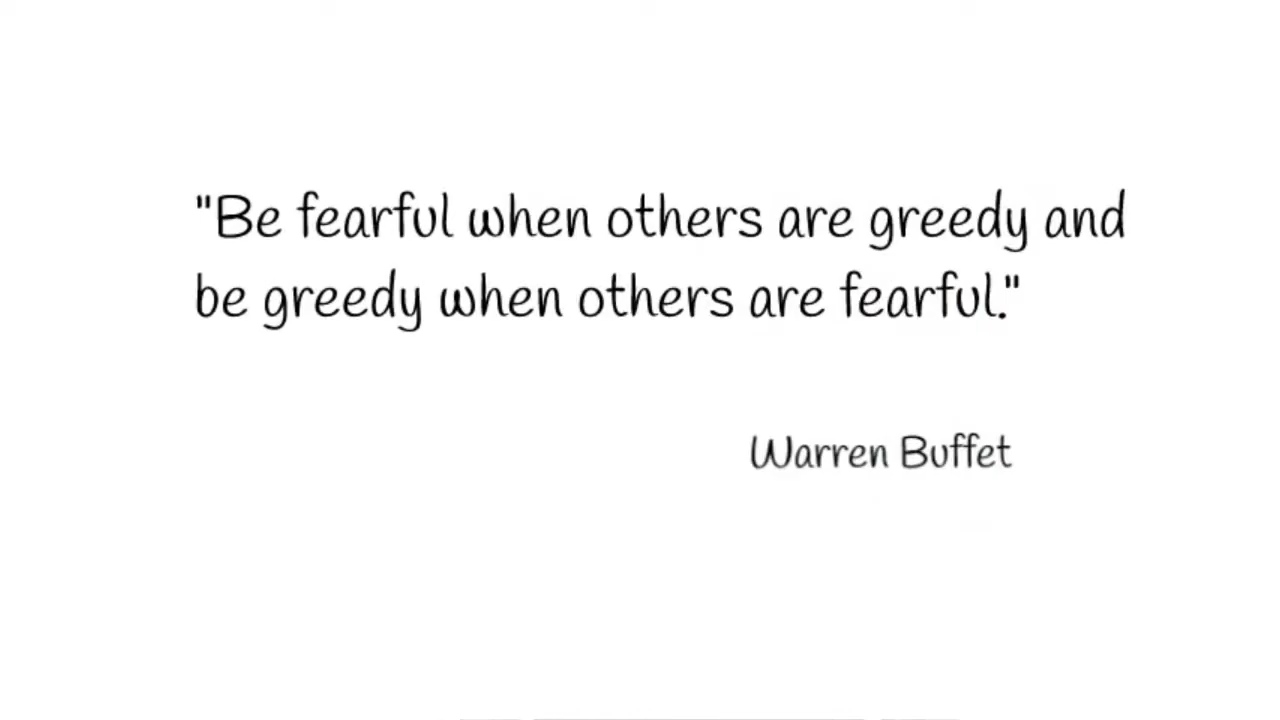 "Be fearful when others are greedy and
be greedy when others are fearful."
Warren Buffet